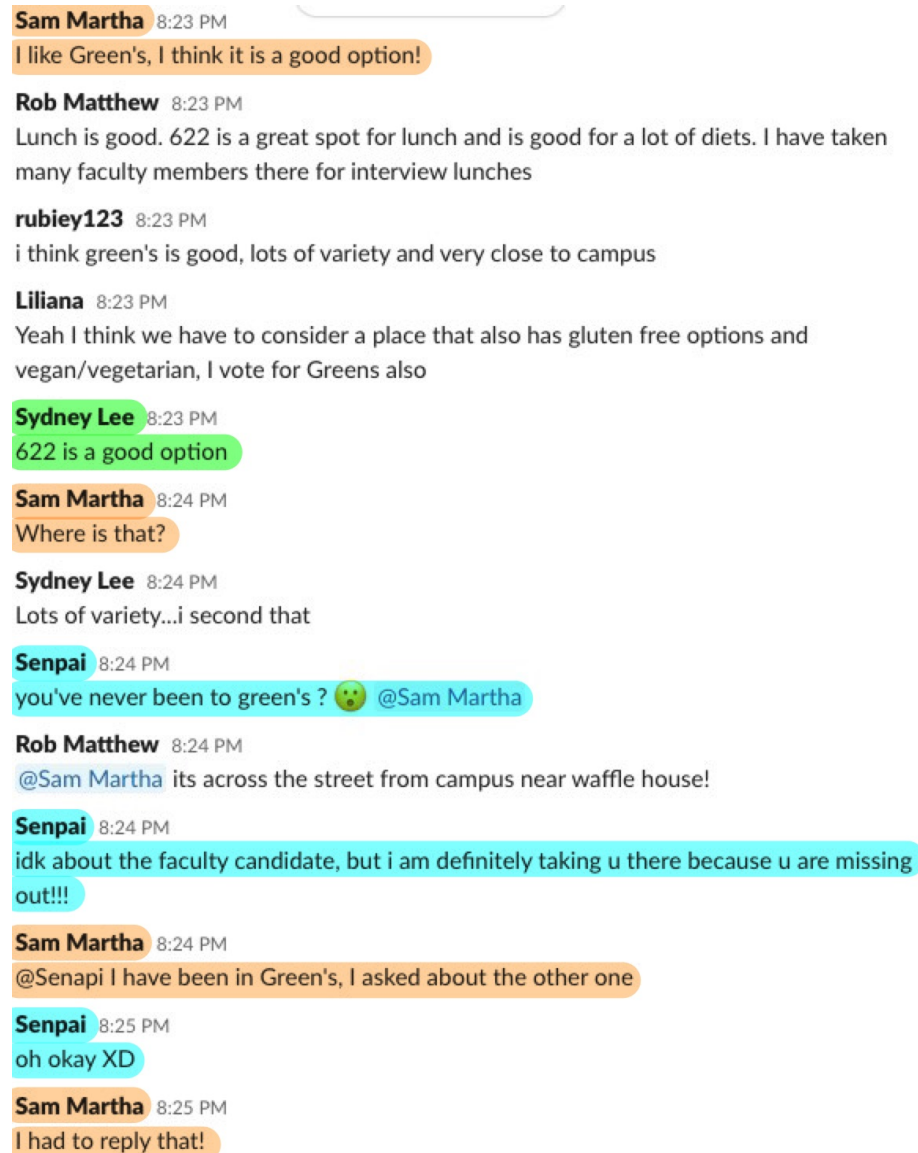 Sam Martha 8:23 PM
I like Green's, I think it is a good option!
Rob Matthew 8:23 PM
Lunch is good. 622 is a great spot for lunch and is good for a lot of diets. I have taken
many faculty members there for interview lunches
rubiey123 8:23 PM
i think green's is good, lots of variety and very close to campus
Liliana 8:23 PM
Yeah I think we have to consider a place that also has gluten free options and
vegan/vegetarian, I vote for Greens also
Sydney Lee 8:23 PM
622 is a good option
Sam Martha 8:24 PM
Where is that?
Sydney Lee 8:24 PM
Lots of variety...i second that
Senpai 8:24 PM
you've never been to green's ? 😮 @Sam Martha
Rob Matthew 8:24 PM
@Sam Martha its across the street from campus near waffle house!
Senpai 8:24 PM
idk about the faculty candidate, but i am definitely taking u there because u are missing
out!!!
Sam Martha 8:24 PM
@Senapi I have been in Green's, I asked about the other one
Senpai 8:25 PM
oh okay XD
Sam Martha 8:25 PM
I had to reply that!